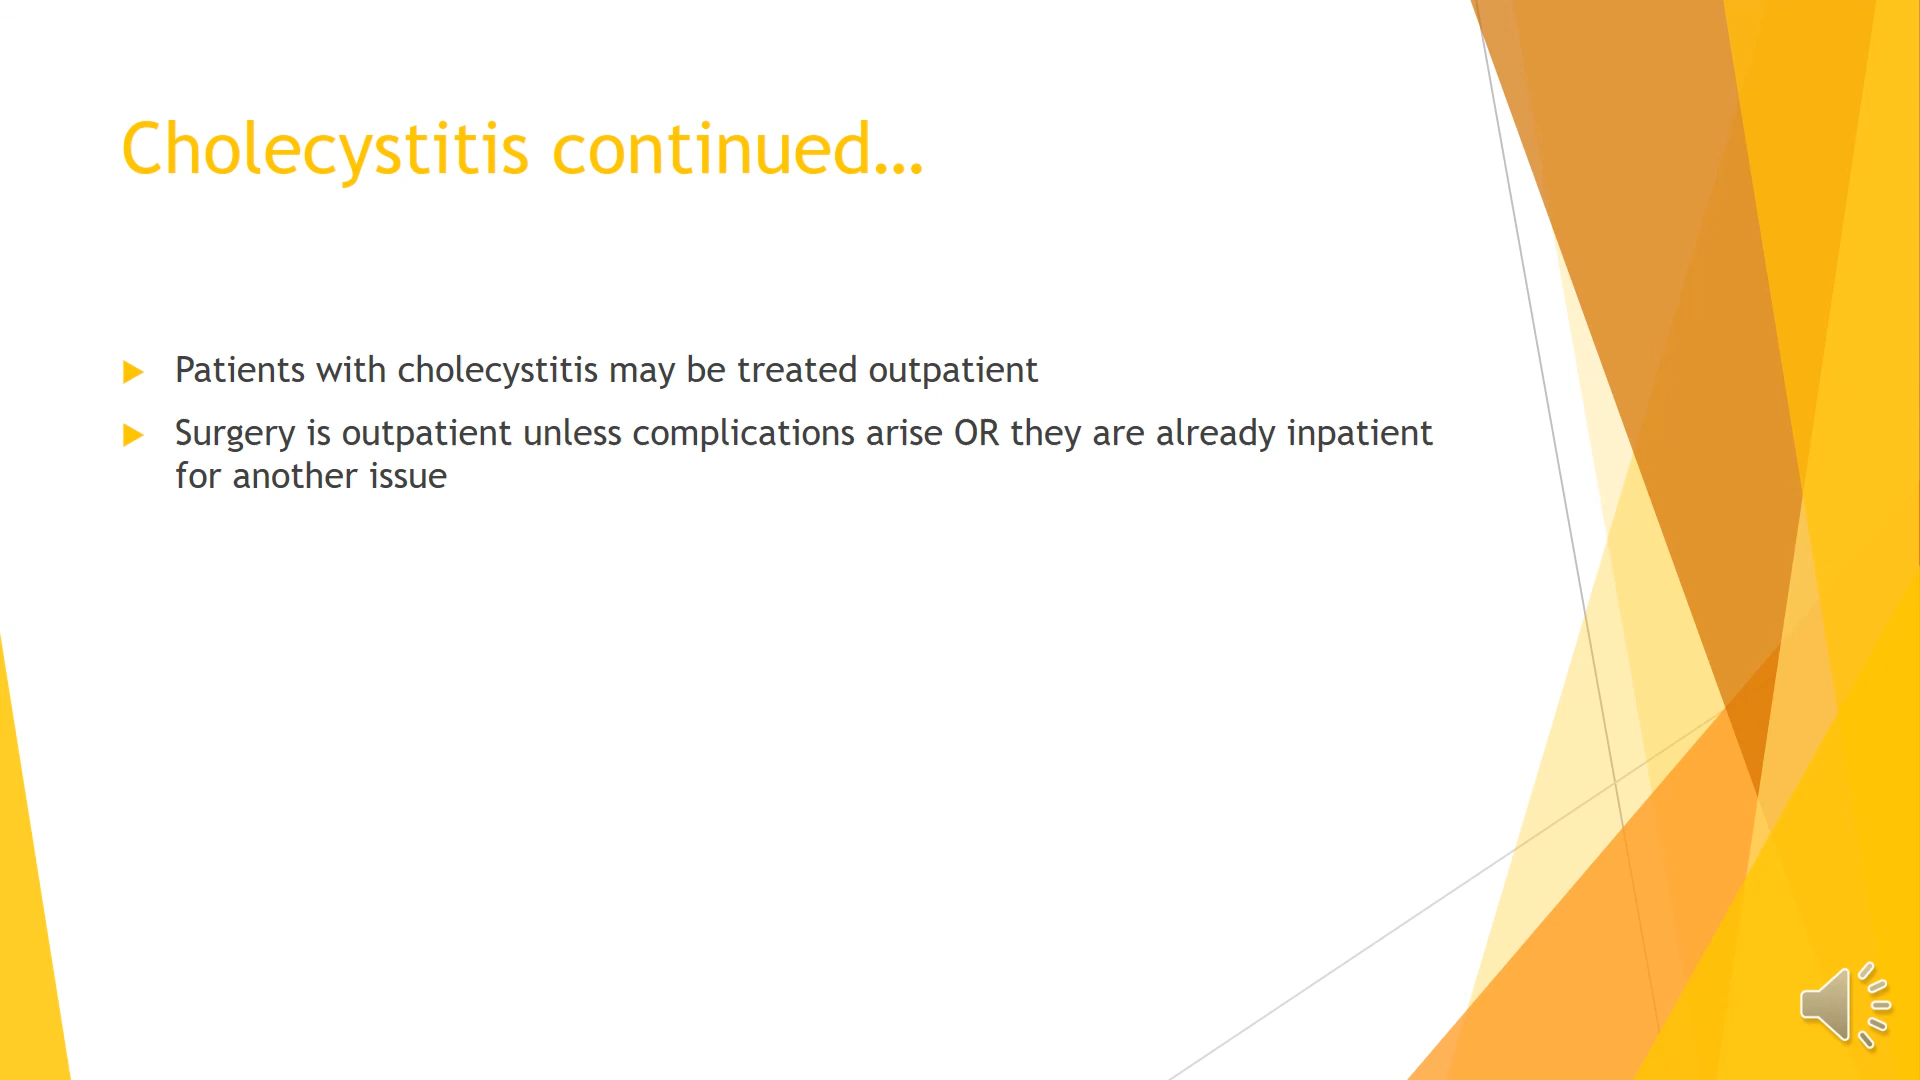 Cholecystitis continued…
Patients with cholecystitis may be treated outpatient
Surgery is outpatient unless complications arise OR they are already inpatient
for another issue